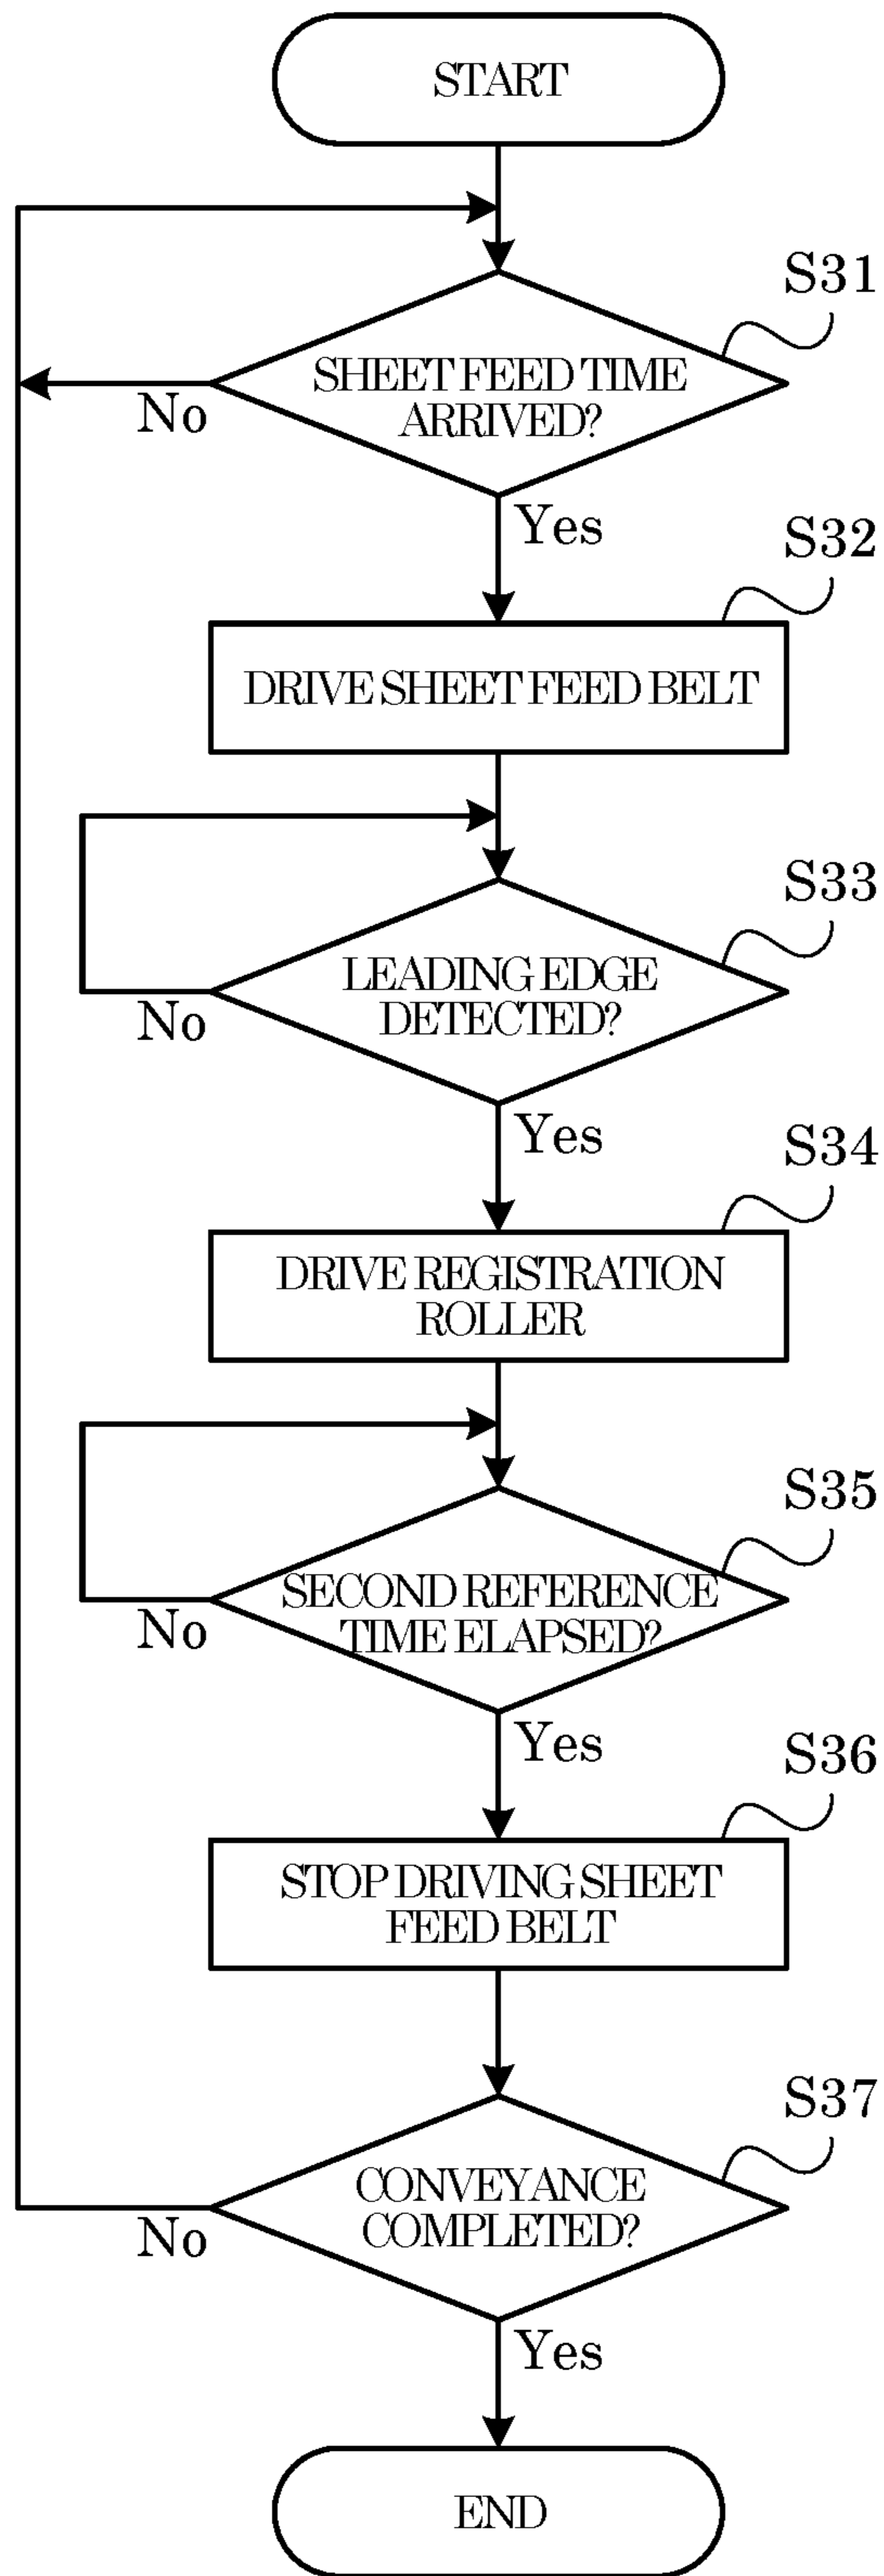 START
S31
SHEET FEED TIME
ARRIVED?
No
Yes
S32
DRIVE SHEET FEED BELT
S33
LEADING EDGE
DETECTED?
No
Yes
S34
DRIVE REGISTRATION
ROLLER
S35
SECOND REFERENCE
TIME ELAPSED?
No
Yes
S36
STOP DRIVING SHEET
FEED BELT
S37
CONVEYANCE
COMPLETED?
No
Yes
END